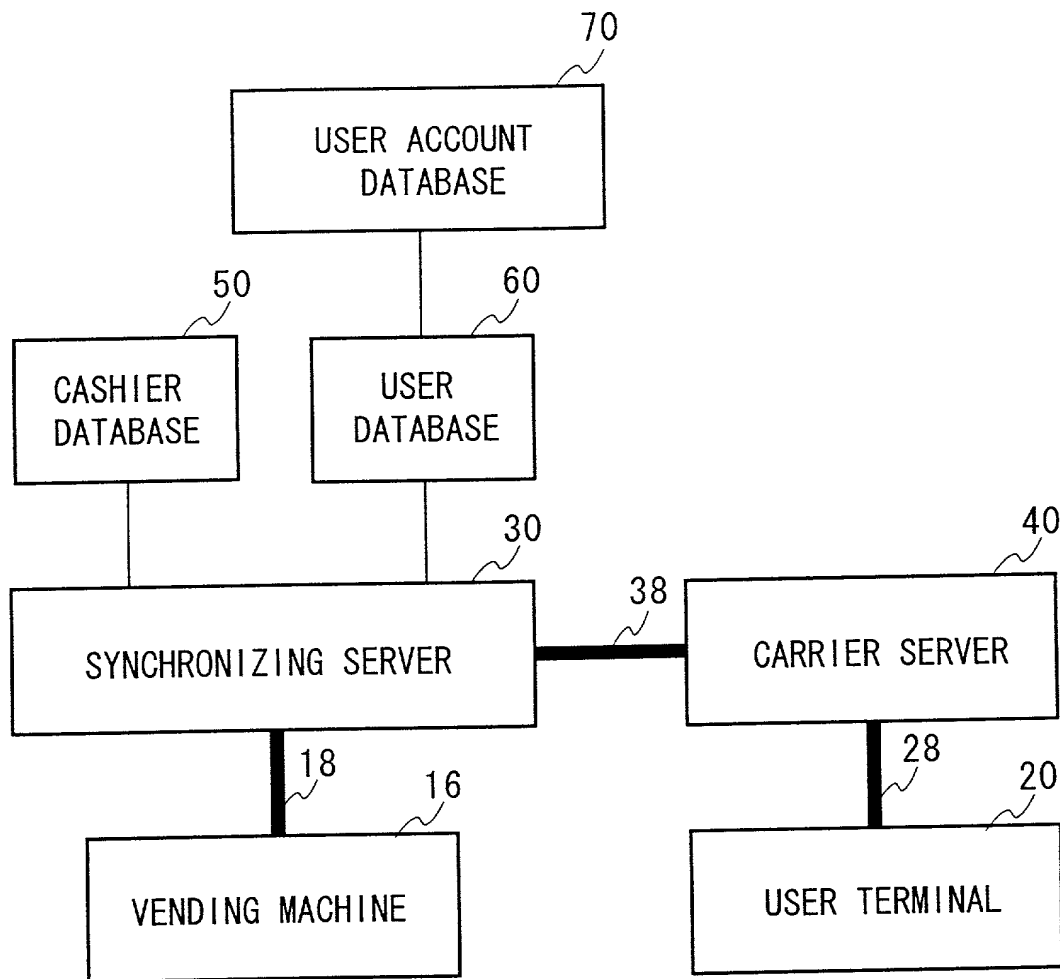 70
USER ACCOUNT
DATABASE
50
60
CASHIER
DATABASE
USER
DATABASE
30
40
38
SYNCHRONIZING SERVER
CARRIER SERVER
18
28
16
20
VENDING MACHINE
USER TERMINAL